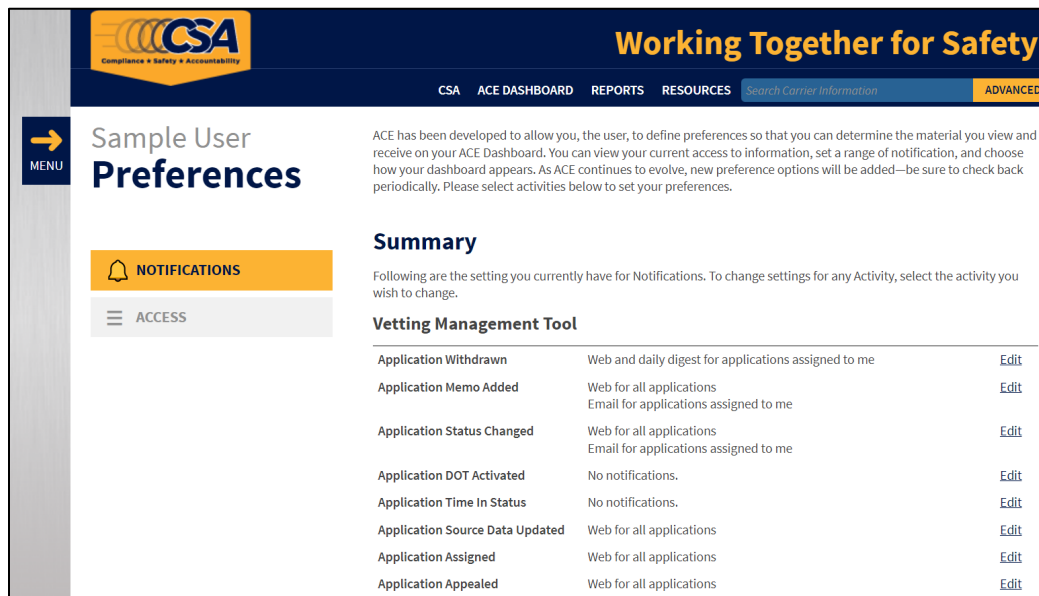 CSA
Compliance ★ Safety ★ Accountability
Working Together for Safety
CSA ACE DASHBOARD REPORTS RESOURCES Search Carrier Information ADVANCED
MENU
Sample User
Preferences
ACE has been developed to allow you, the user, to define preferences so that you can determine the material you view and
receive on your ACE Dashboard. You can view your current access to information, set a range of notification, and choose
how your dashboard appears. As ACE continues to evolve, new preference options will be added—be sure to check back
periodically. Please select activities below to set your preferences.
NOTIFICATIONS
ACCESS
Summary
Following are the setting you currently have for Notifications. To change settings for any Activity, select the activity you
wish to change.
Vetting Management Tool
Application Withdrawn Web and daily digest for applications assigned to me Edit
Application Memo Added Web for all applications Edit
Email for applications assigned to me
Application Status Changed Web for all applications Edit
Email for applications assigned to me
Application DOT Activated No notifications. Edit
Application Time In Status No notifications. Edit
Application Source Data Updated Web for all applications Edit
Application Assigned Web for all applications Edit
Application Appealed Web for all applications Edit